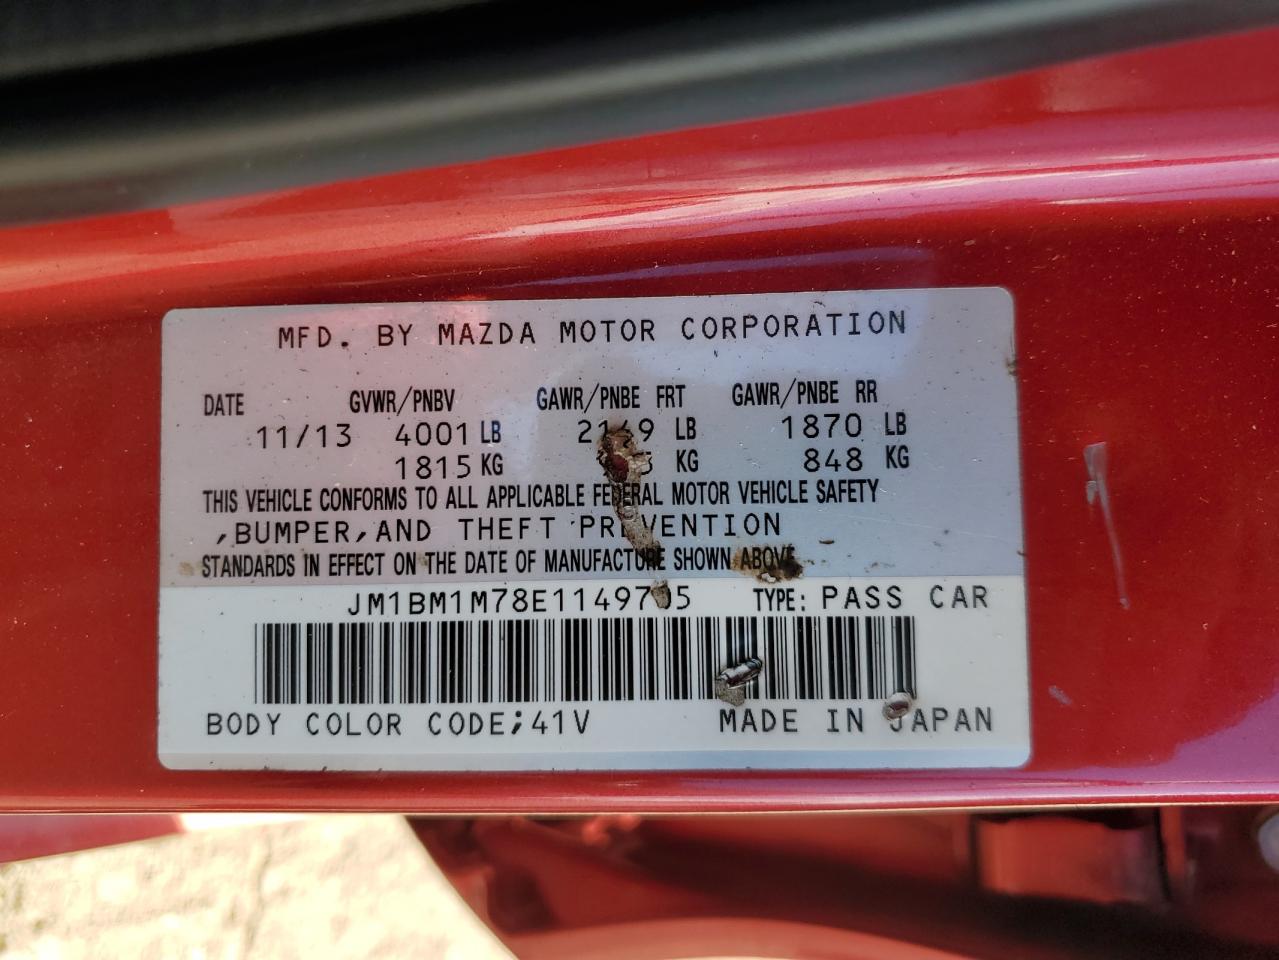 MFD. BY MAZDA MOTOR CORPORATION
DATE GVWR/PNBV GAWR/PNBE FRT GAWR/PNBE RR
11/13 4001 LB LB 1870 LB
1815 KG KG 848 KG
THIS VEHICLE CONFORMS TO ALL APPLICABLE FEDERAL MOTOR VEHICLE SAFETY
,BUMPER,AND THEFT PREVENTION
STANDARDS IN EFFECT ON THE DATE OF MANUFACTURE SHOWN ABOVE
TYPE: PASS CAR
BODY COLOR CODE;41V MADE IN JAPAN